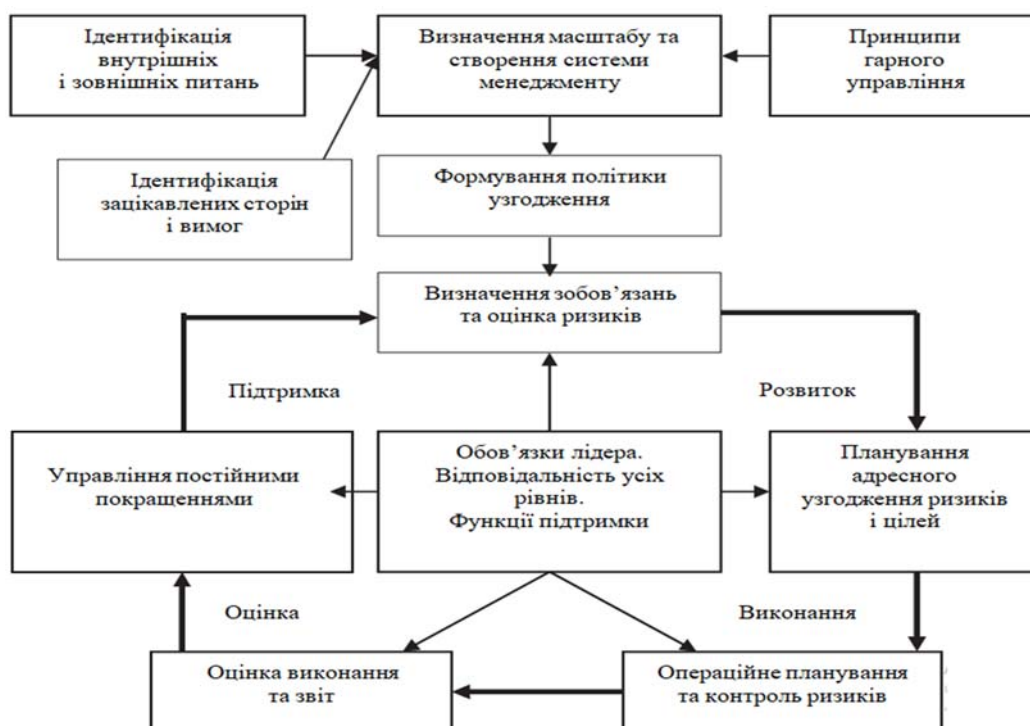 Ідентифікація
внутрішніх
і зовнішніх питань
Визначення масштабу та
створення системи
менеджменту
Принципи
гарного
управління
Ідентифікація
зацікавлених сторін
і вимог
Формування політики
узгодження
Визначення зобов’язань
та оцінка ризиків
Підтримка
Розвиток
Управління постійними
покращеннями
Обов’язки лідера.
Відповідальність усіх
рівнів.
Функції підтримки
Планування
адресного
узгодження ризиків
і цілей
Оцінка
Виконання
Оцінка виконання
та звіт
Операційне планування
та контроль ризиків